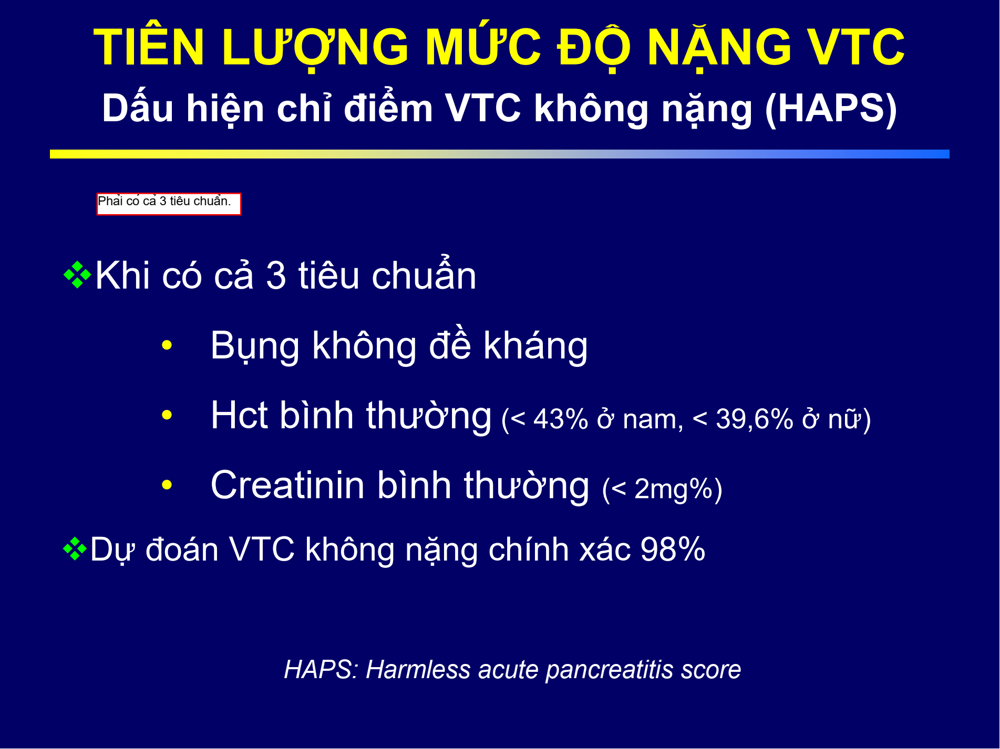 TIÊN LƯỢNG MỨC ĐỘ NẶNG VTC
Dấu hiện chỉ điểm VTC không nặng (HAPS)
Phải có cả 3 tiêu chuẩn.
Khi có cả 3 tiêu chuẩn
• Bụng không đề kháng
• Hct bình thường (< 43% ở nam, < 39,6% ở nữ)
• Creatinin bình thường (< 2mg%)
Dự đoán VTC không nặng chính xác 98%
HAPS: Harmless acute pancreatitis score